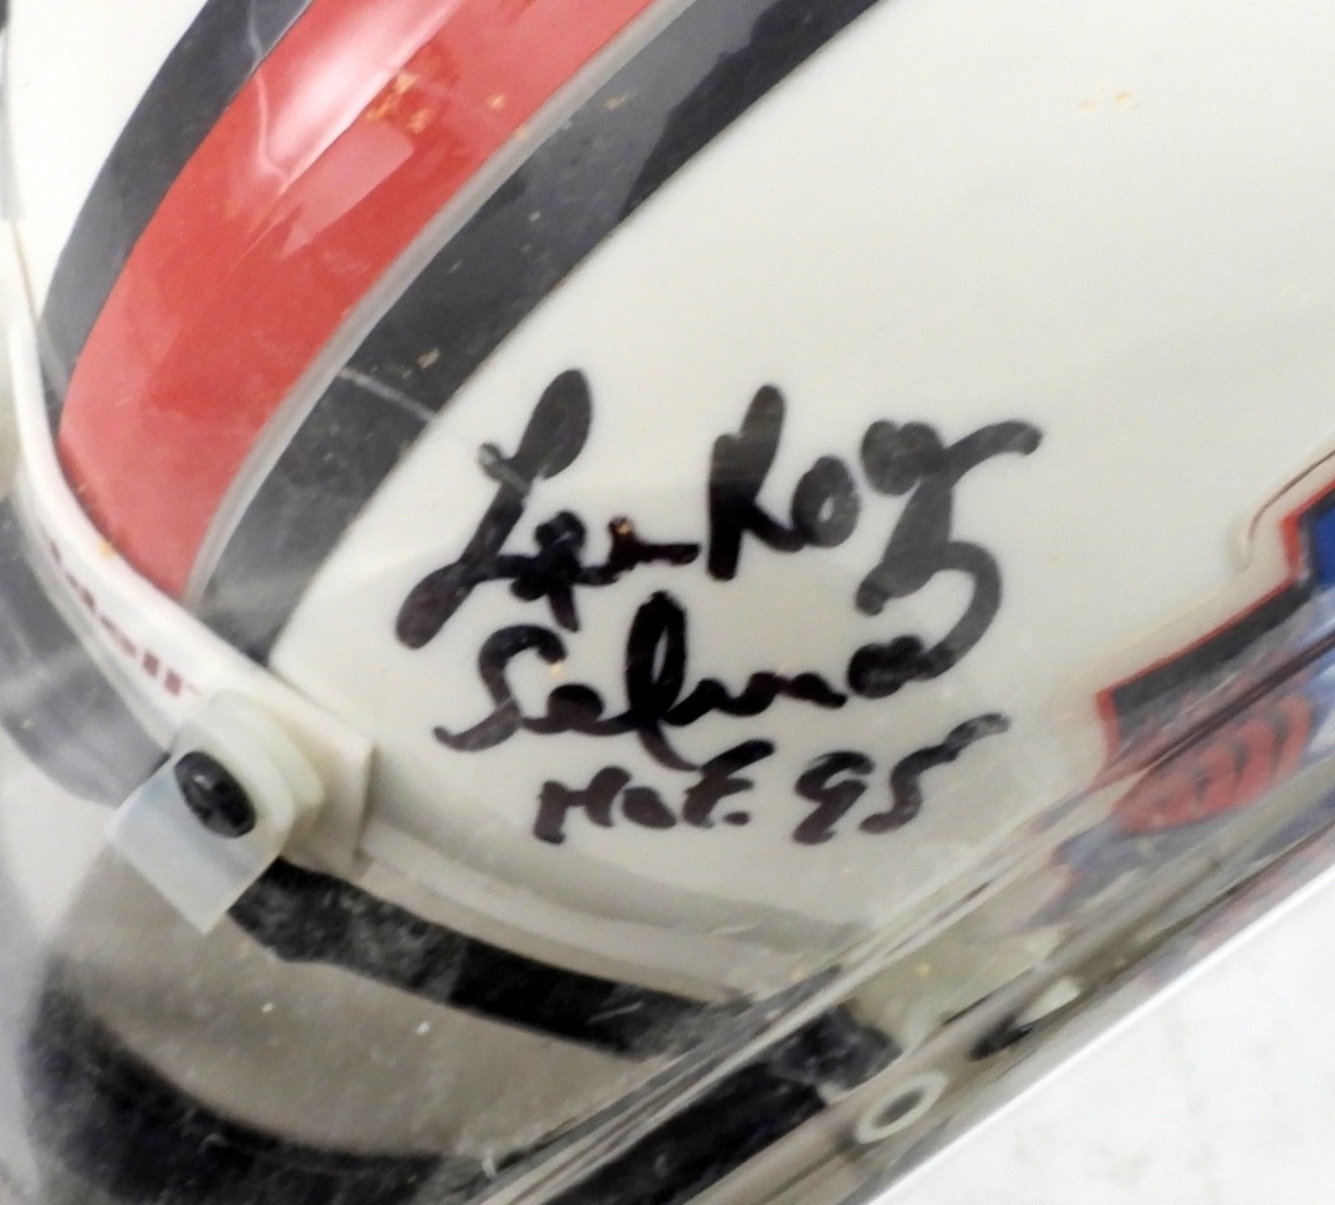 Lee Roy
Selmon
HOF. 95